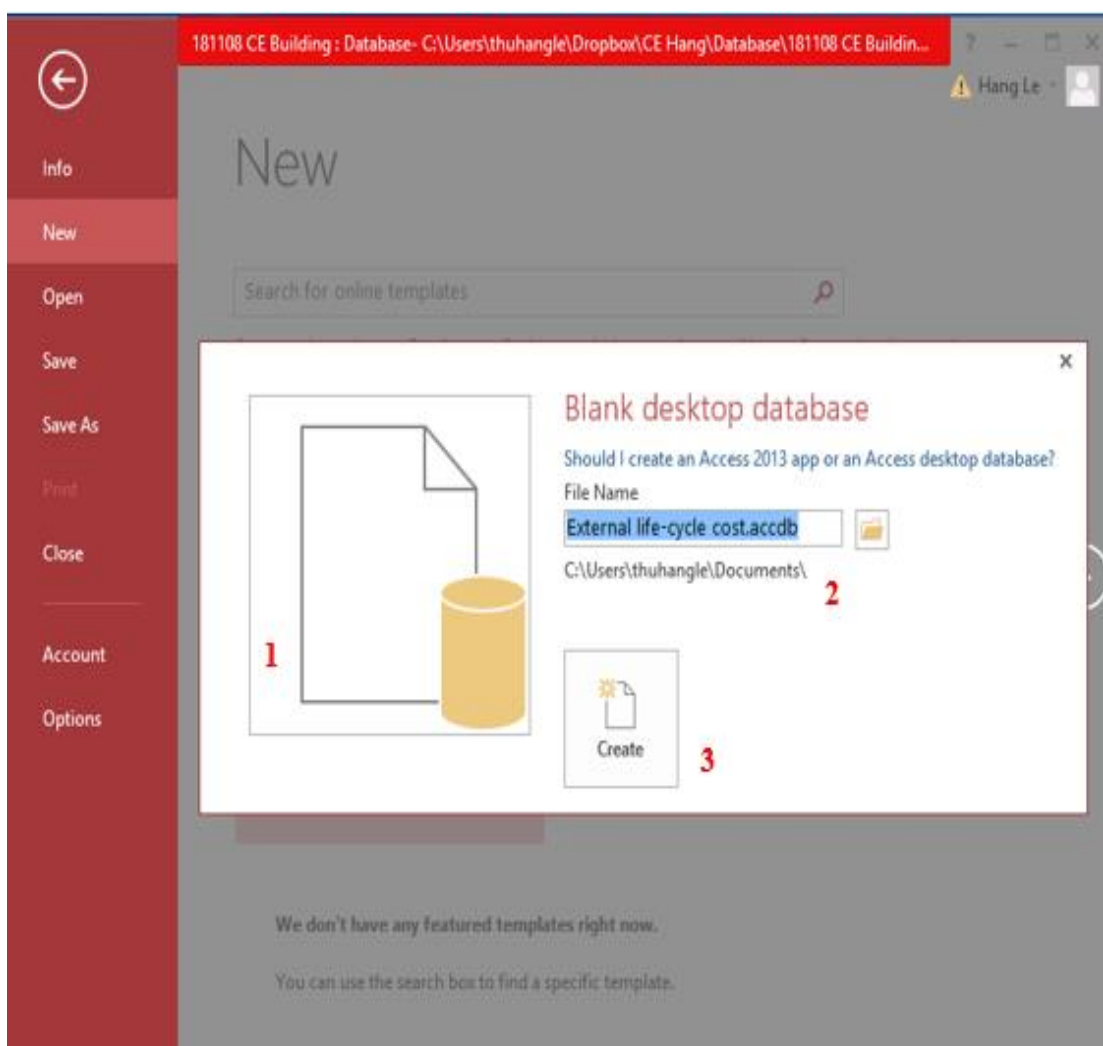 181108 CE Building : Database- C:\Users\thuhangle\Dropbox\CE Hang\Database\181108 CE Buildin...
? 
Hang Le
Info
New
Open
Save
Save As
Print
Close
Account
Options
New
Search for online templates
Blank desktop database
Should I create an Access 2013 app or an Access desktop database?
File Name
External life-cycle cost.accdb
C:\Users\thuhangle\Documents\
2
1
Create
3
We don't have any featured templates right now.
You can use the search box to find a specific template.